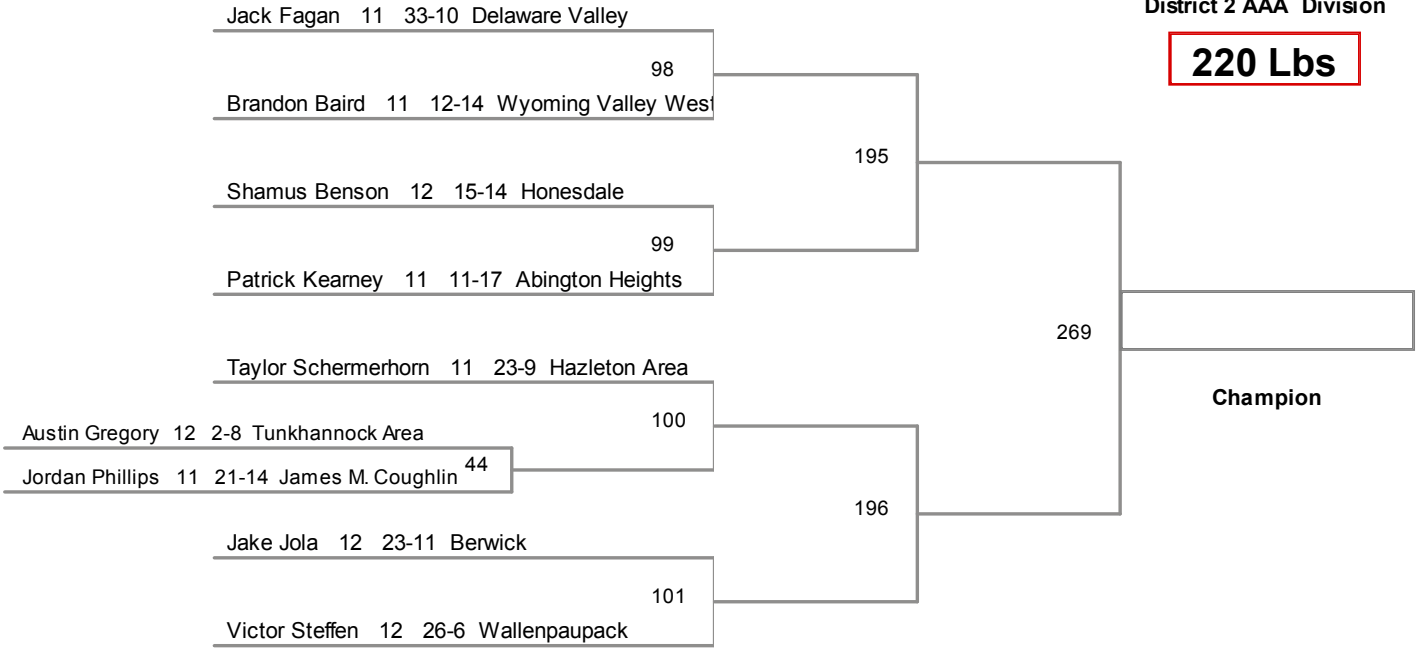 District 2 AAA Division
220 Lbs
Jack Fagan 11 33-10 Delaware Valley
98
Brandon Baird 11 12-14 Wyoming Valley West
195
Shamus Benson 12 15-14 Honesdale
99
Patrick Kearney 11 11-17 Abington Heights
269
Champion
Taylor Schermerhorn 11 23-9 Hazleton Area
100
Austin Gregory 12 2-8 Tunkhannock Area
44
Jordan Phillips 11 21-14 James M. Coughlin
196
Jake Jola 12 23-11 Berwick
101
Victor Steffen 12 26-6 Wallenpaupack